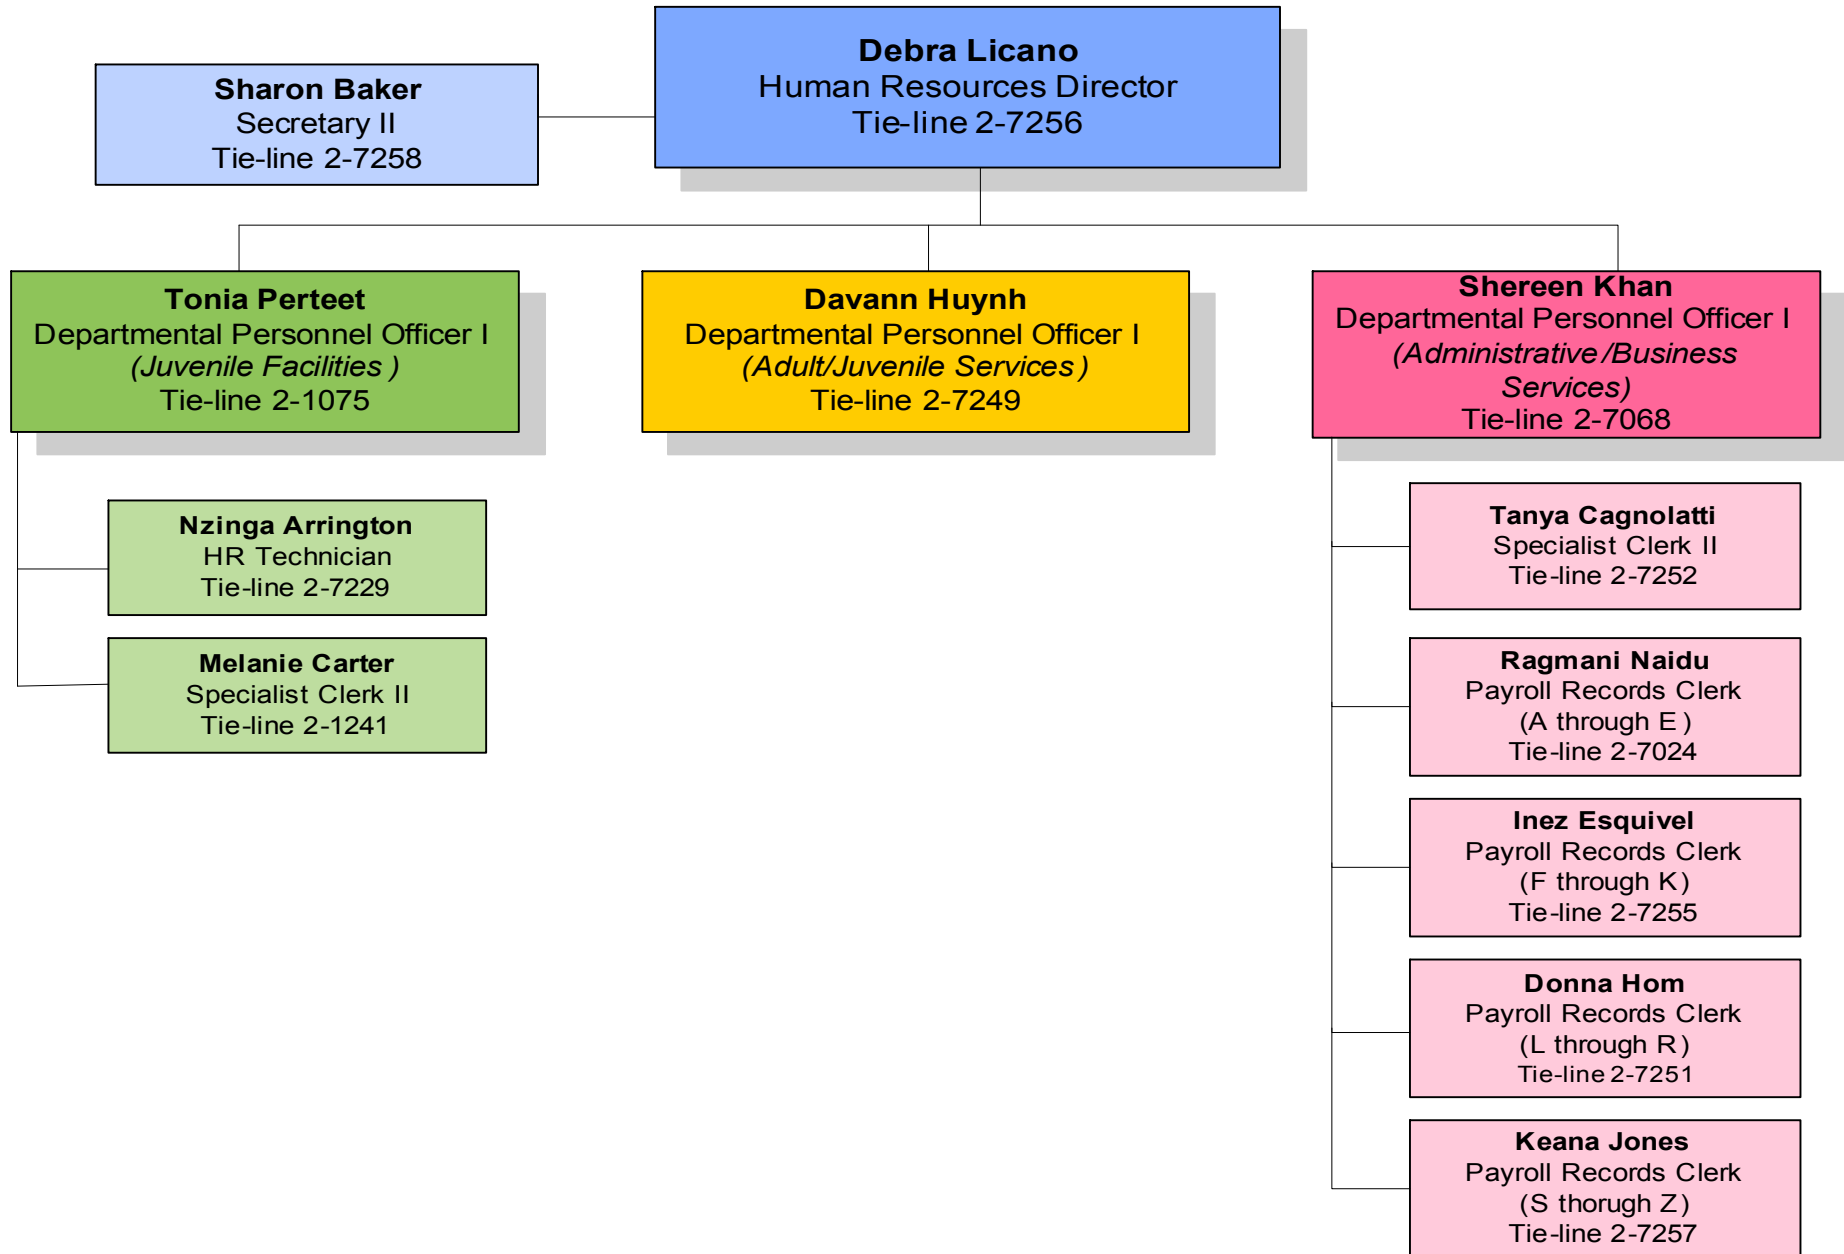 Debra Licano
Human Resources Director
Tie-line 2-7256
Sharon Baker
Secretary II
Tie-line 2-7258
Tonia Perteet
Departmental Personnel Officer I
(Juvenile Facilities)
Tie-line 2-1075
Davann Huynh
Departmental Personnel Officer I
(Adult/Juvenile Services)
Tie-line 2-7249
Shereen Khan
Departmental Personnel Officer I
(Administrative/Business
Services)
Tie-line 2-7068
Nzinga Arrington
HR Technician
Tie-line 2-7229
Melanie Carter
Specialist Clerk II
Tie-line 2-1241
Tanya Cagnolatti
Specialist Clerk II
Tie-line 2-7252
Ragmani Naidu
Payroll Records Clerk
(A through E)
Tie-line 2-7024
Inez Esquivel
Payroll Records Clerk
(F through K)
Tie-line 2-7255
Donna Hom
Payroll Records Clerk
(L through R)
Tie-line 2-7251
Keana Jones
Payroll Records Clerk
(S thorugh Z)
Tie-line 2-7257